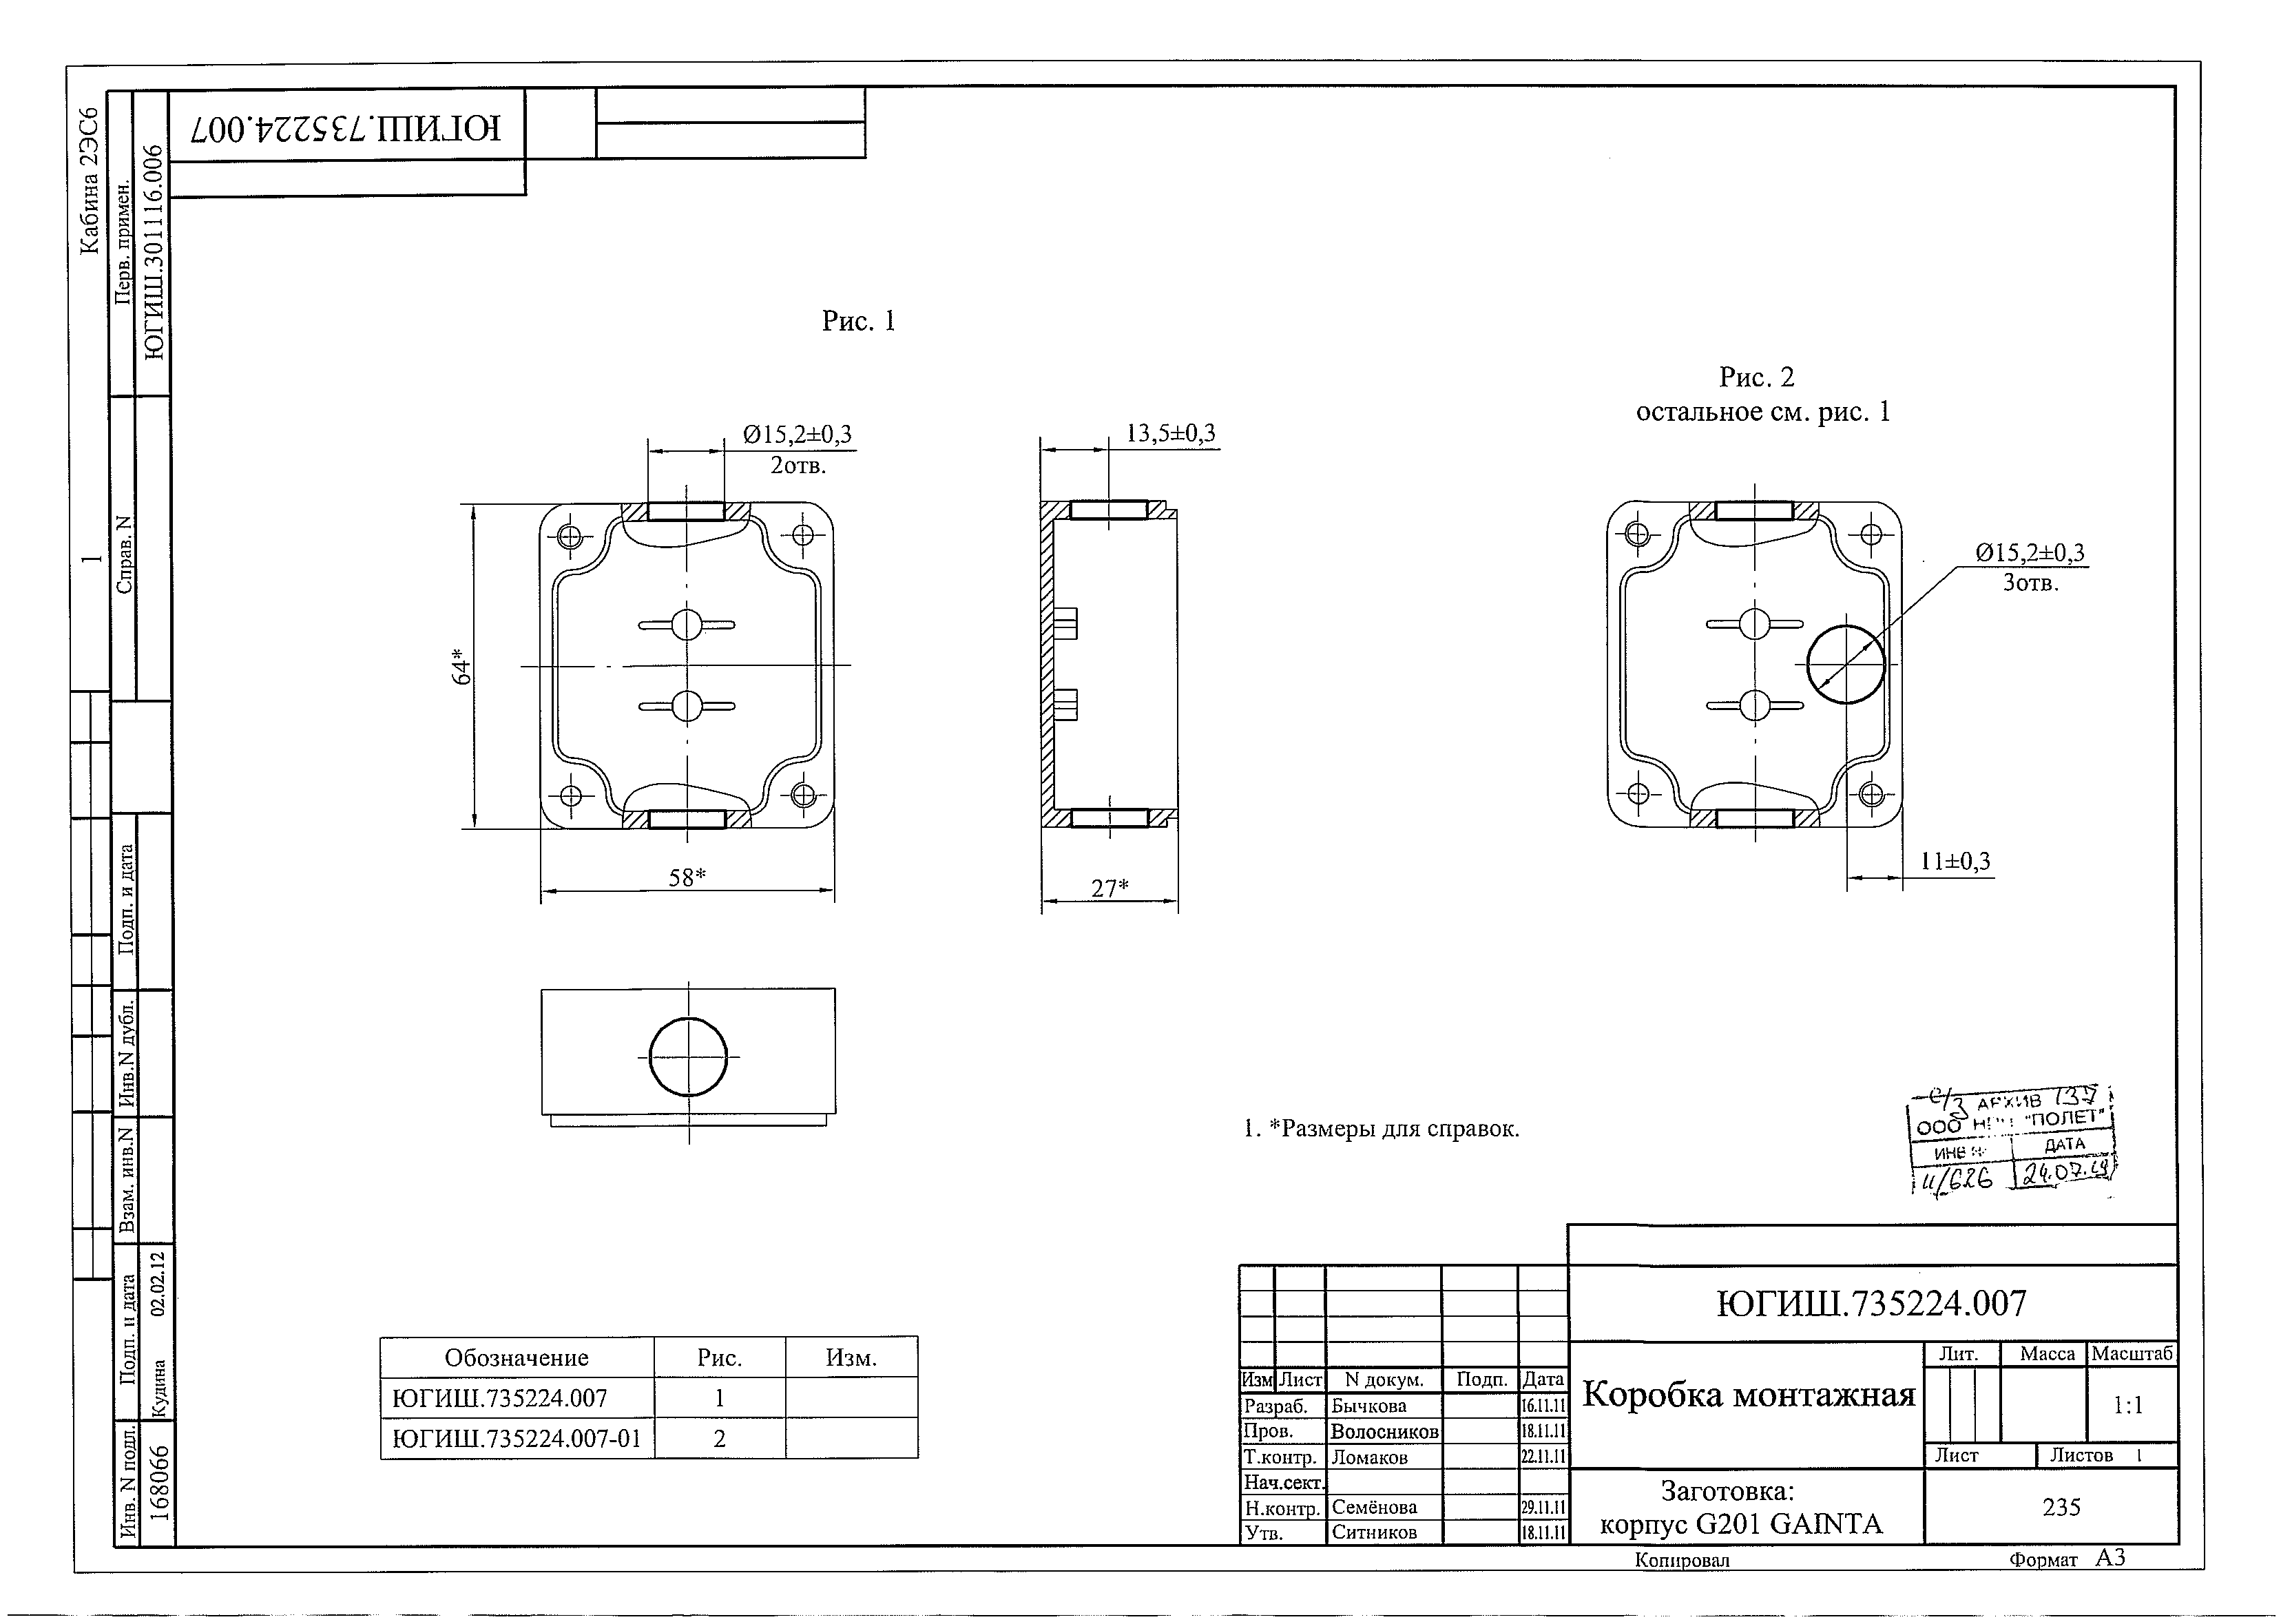 ЮГИШ.735224.007
Кабина 2ЭС6
1
Перв. примен.
ЮГИШ.301116.006
Справ. N
Подп. и дата
Инв.N дубл.
Взам. инв.N
Подп. и дата
Кудина 02.02.12
Инв. N подл.
168066
Рис. 1
Ø15,2±0,3
2отв.
13,5±0,3
64*
58*
27*
Рис. 2
остальное см. рис. 1
Ø15,2±0,3
3отв.
11±0,3
1. *Размеры для справок.
АРХИВ 137
ООО "ПОЛЕТ"
ИНВ № ДАТА
24.07.19
Обозначение Рис. Изм.
ЮГИШ.735224.007 1
ЮГИШ.735224.007-01 2
ЮГИШ.735224.007
Изм Лист N докум. Подп. Дата
Разраб. Бычкова 16.11.11
Пров. Волосников 18.11.11
Т.контр. Ломаков 22.11.11
Нач.сект.
Н.контр. Семёнова 29.11.11
Утв. Ситников 18.11.11
Коробка монтажная
Лит. Масса Масштаб
1:1
Лист Листов 1
Заготовка:
корпус G201 GAINTA
235
Копировал Формат А3